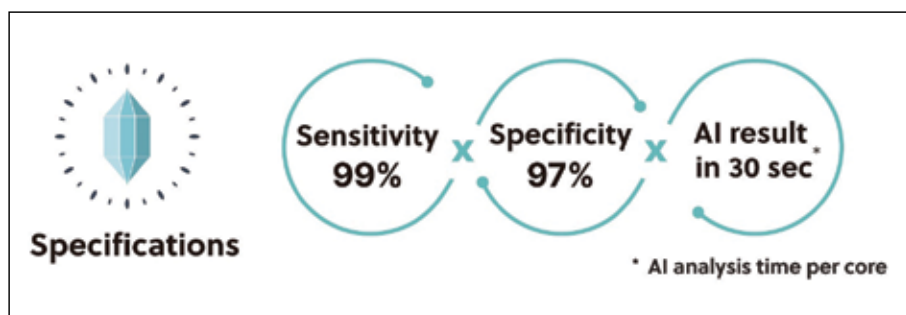 Specifications
Sensitivity
99%
x
Specificity
97%
x
AI result
in 30 sec*
* AI analysis time per core